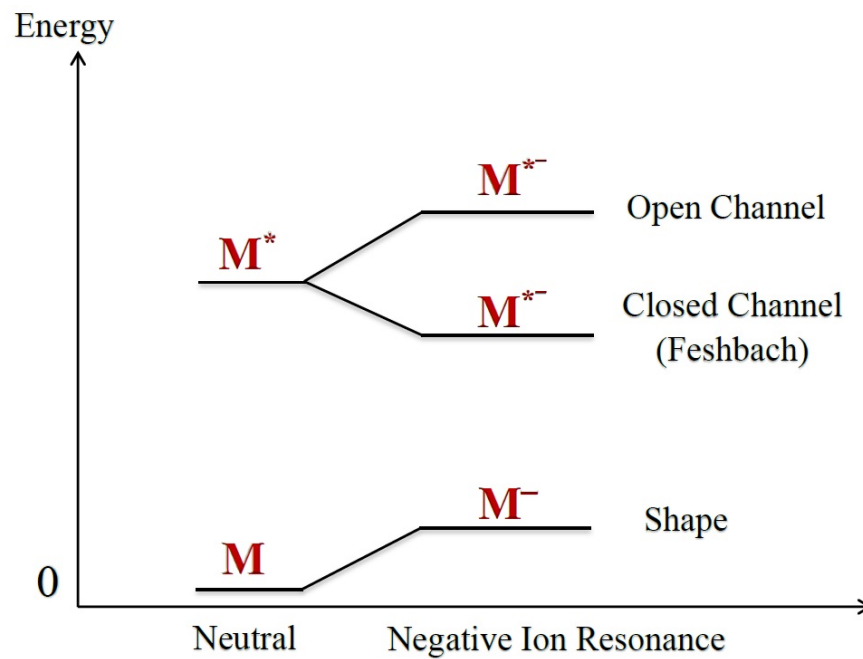 Energy
M*⁻
Open Channel
M*
M*⁻
Closed Channel
(Feshbach)
M⁻
Shape
M
0
Neutral
Negative Ion Resonance